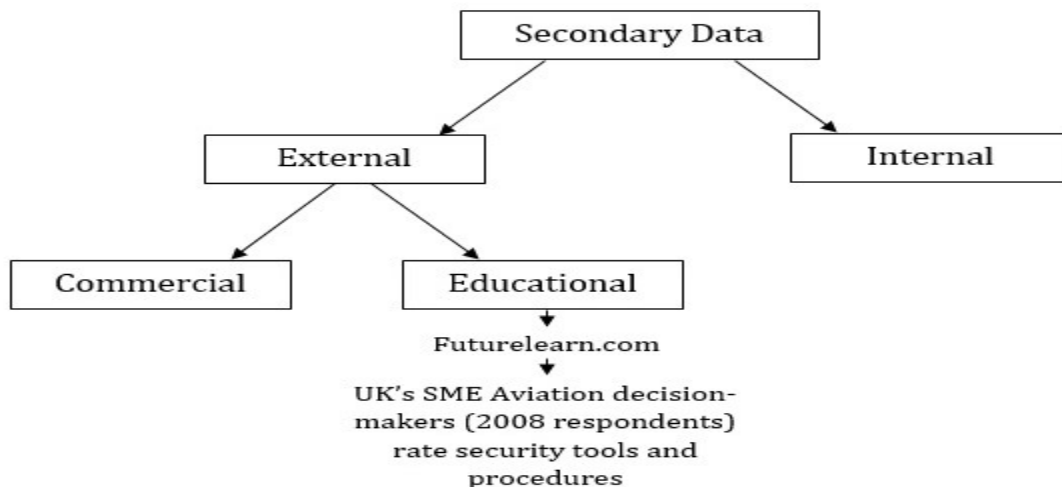 Secondary Data
External
Internal
Commercial
Educational
Futurelearn.com
UK's SME Aviation decision-
makers (2008 respondents)
rate security tools and
procedures